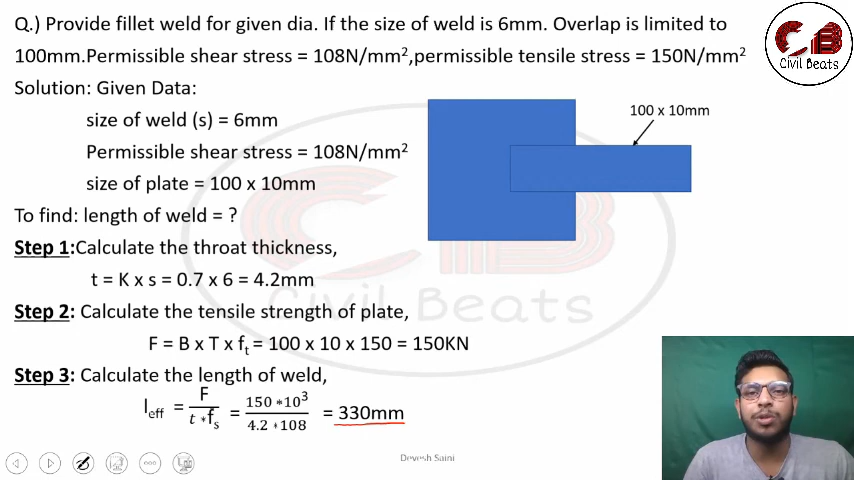 Q.) Provide fillet weld for given dia. If the size of weld is 6mm. Overlap is limited to
100mm.Permissible shear stress = 108N/mm²,permissible tensile stress = 150N/mm²
Solution: Given Data:
size of weld (s) = 6mm
Permissible shear stress = 108N/mm²
size of plate = 100 x 10mm
To find: length of weld = ?
Step 1:Calculate the throat thickness,
t = K x s = 0.7 x 6 = 4.2mm
Step 2: Calculate the tensile strength of plate,
F = B x T x fₜ = 100 x 10 x 150 = 150KN
Step 3: Calculate the length of weld,
l_eff = F / (t * f_s) = (150 * 10³) / (4.2 * 108) = 330mm
100 x 10mm
CB
Civil Beats
Civil Beats
Devesh Saini